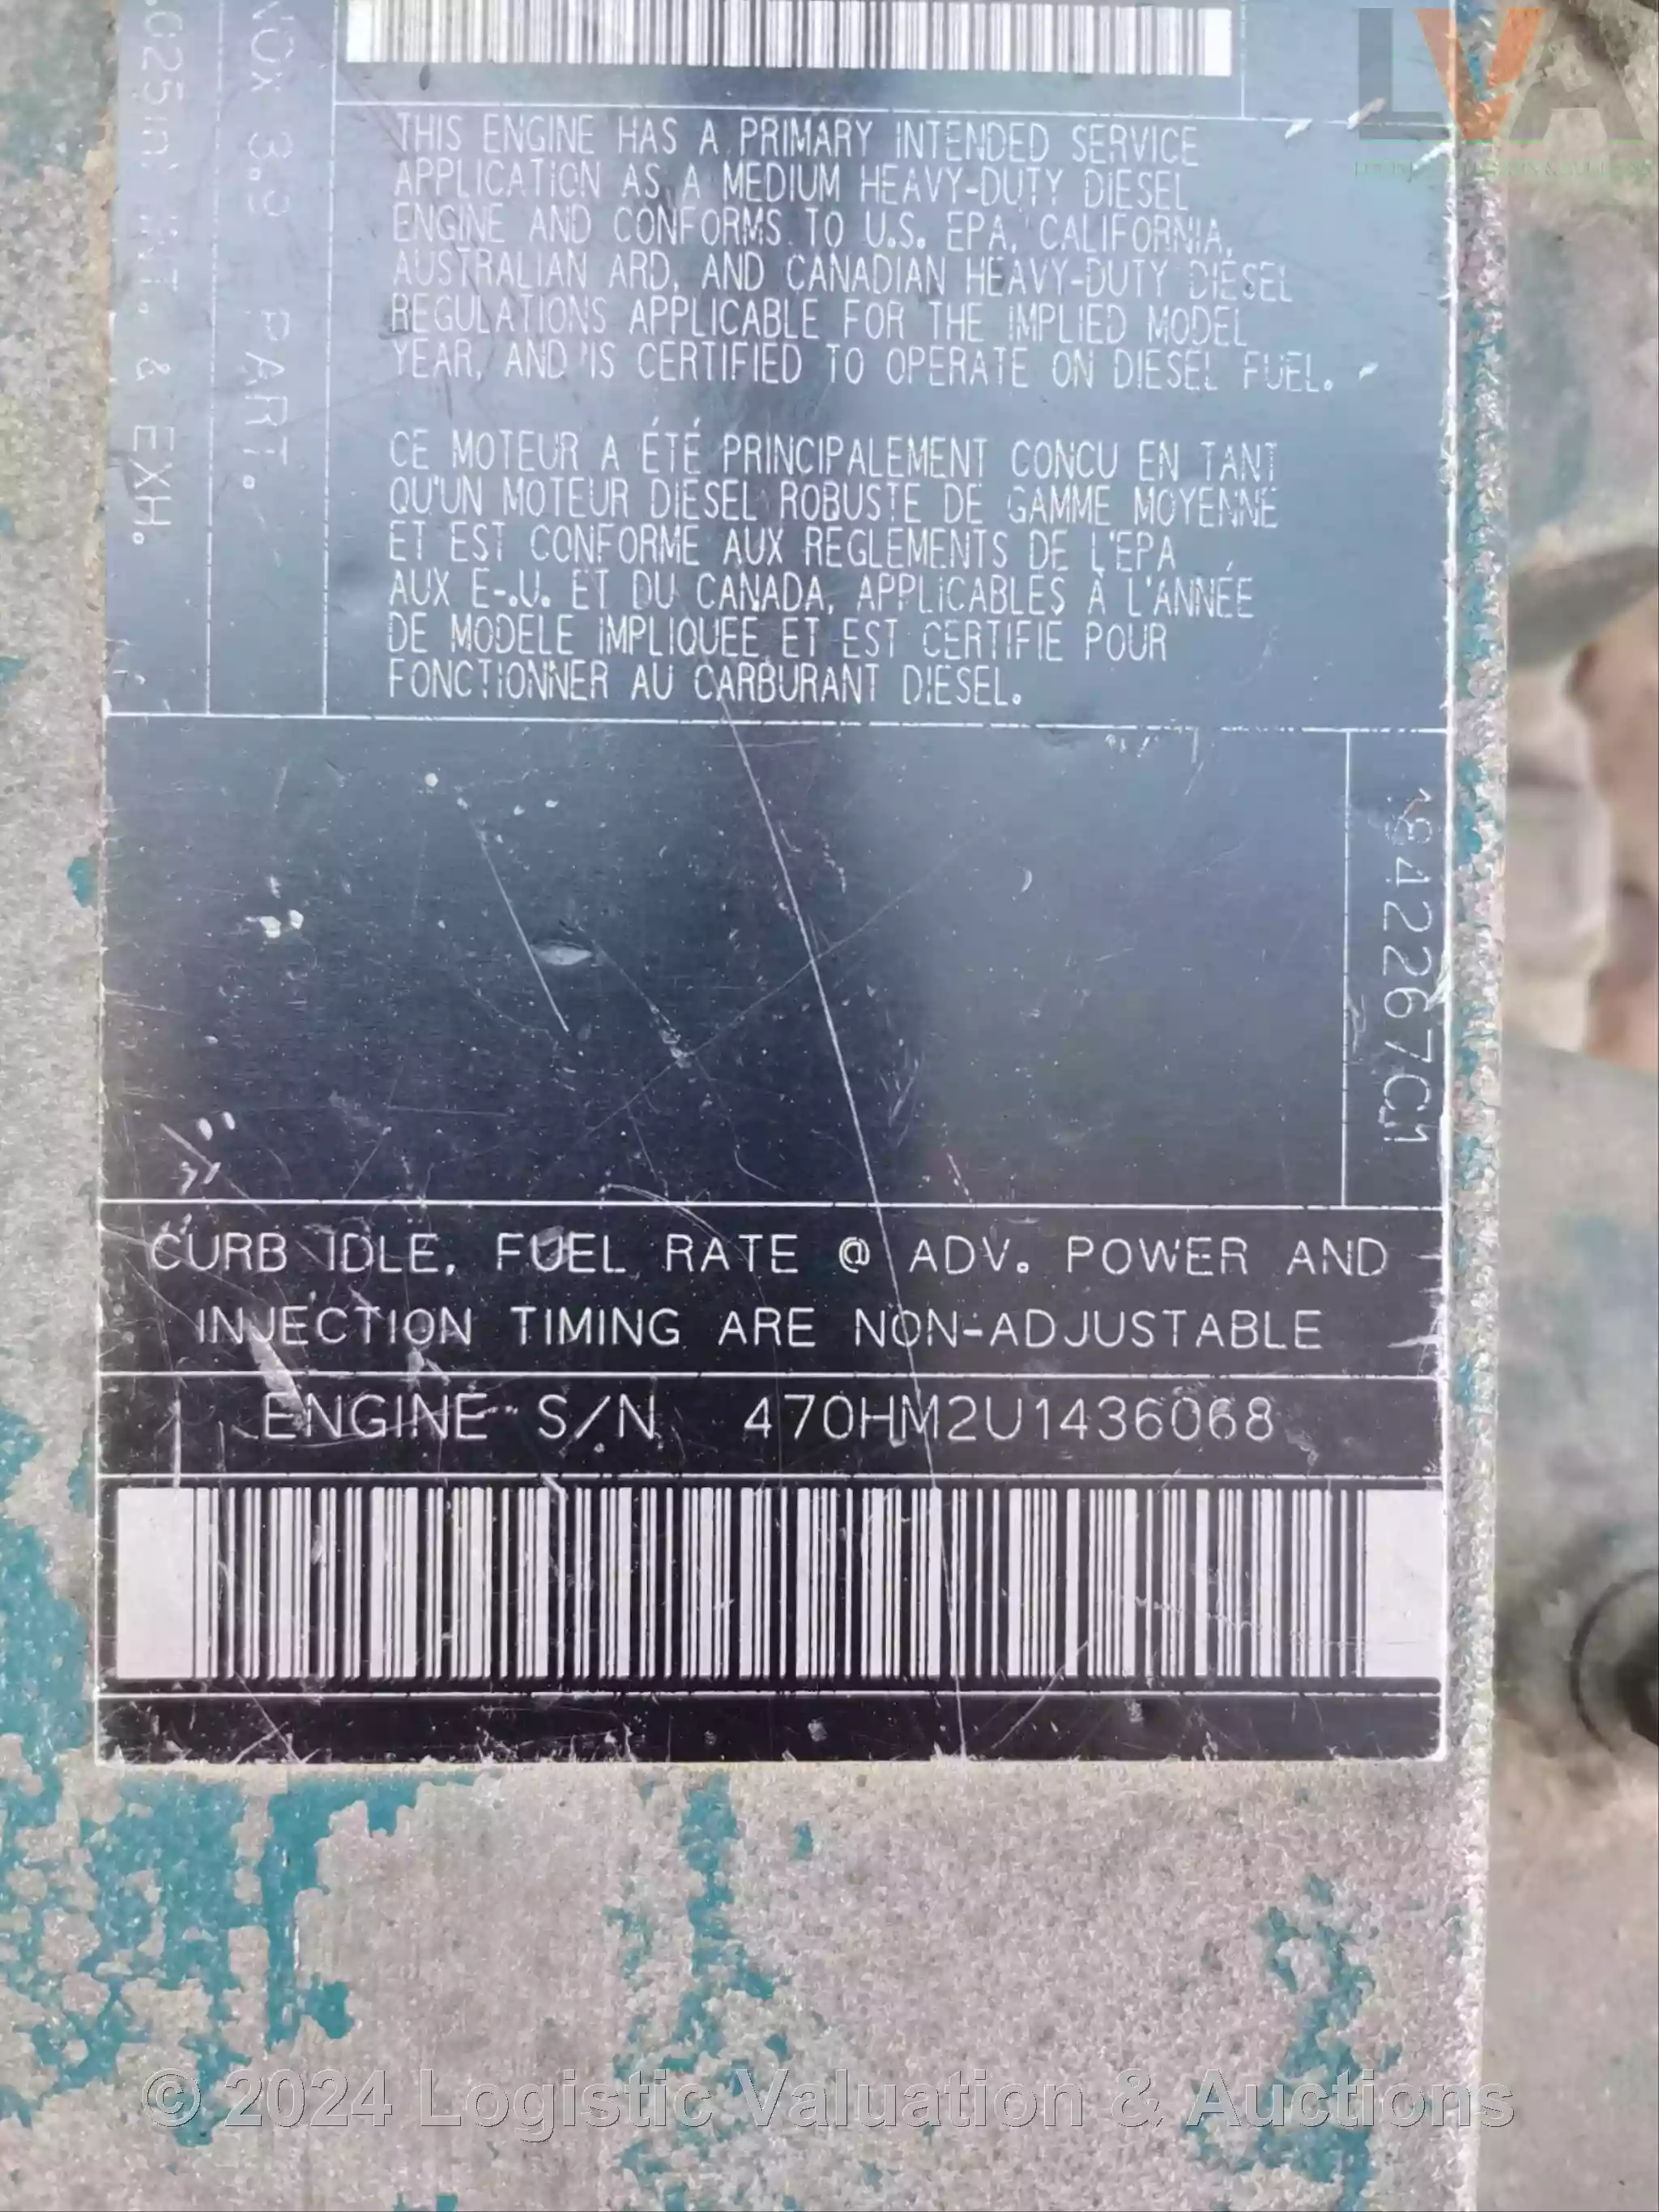 LVA
.025in INT. & EXH.
NOx 3.9 PART.
THIS ENGINE HAS A PRIMARY INTENDED SERVICE
APPLICATION AS A MEDIUM HEAVY-DUTY DIESEL
ENGINE AND CONFORMS TO U.S. EPA, CALIFORNIA,
AUSTRALIAN ARD, AND CANADIAN HEAVY-DUTY DIESEL
REGULATIONS APPLICABLE FOR THE IMPLIED MODEL
YEAR, AND IS CERTIFIED TO OPERATE ON DIESEL FUEL.
CE MOTEUR A ÉTÉ PRINCIPALEMENT CONCU EN TANT
QU'UN MOTEUR DIESEL ROBUSTE DE GAMME MOYENNE
ET EST CONFORME AUX REGLEMENTS DE L'EPA
AUX E-.U. ET DU CANADA, APPLICABLES À L'ANNÉE
DE MODELE IMPLIQUEE ET EST CERTIFIE POUR
FONCTIONNER AU CARBURANT DIESEL.
1842267C1
CURB IDLE, FUEL RATE @ ADV. POWER AND
INJECTION TIMING ARE NON-ADJUSTABLE
ENGINE S/N 470HM2U1436068
© 2024 Logistic Valuation & Auctions